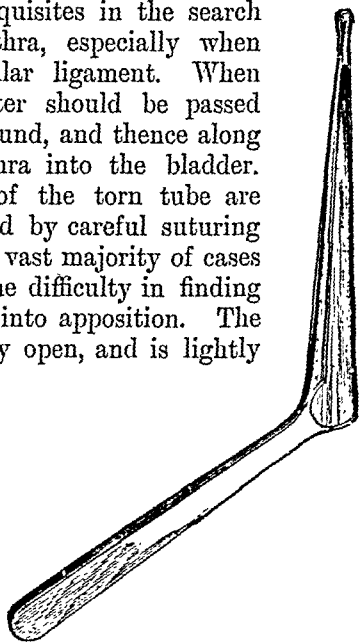 quisites in the search
hra, especially when
lar ligament. When
ter should be passed
und, and thence along
ra into the bladder.
of the torn tube are
d by careful suturing
vast majority of cases
e difficulty in finding
into apposition. The
y open, and is lightly